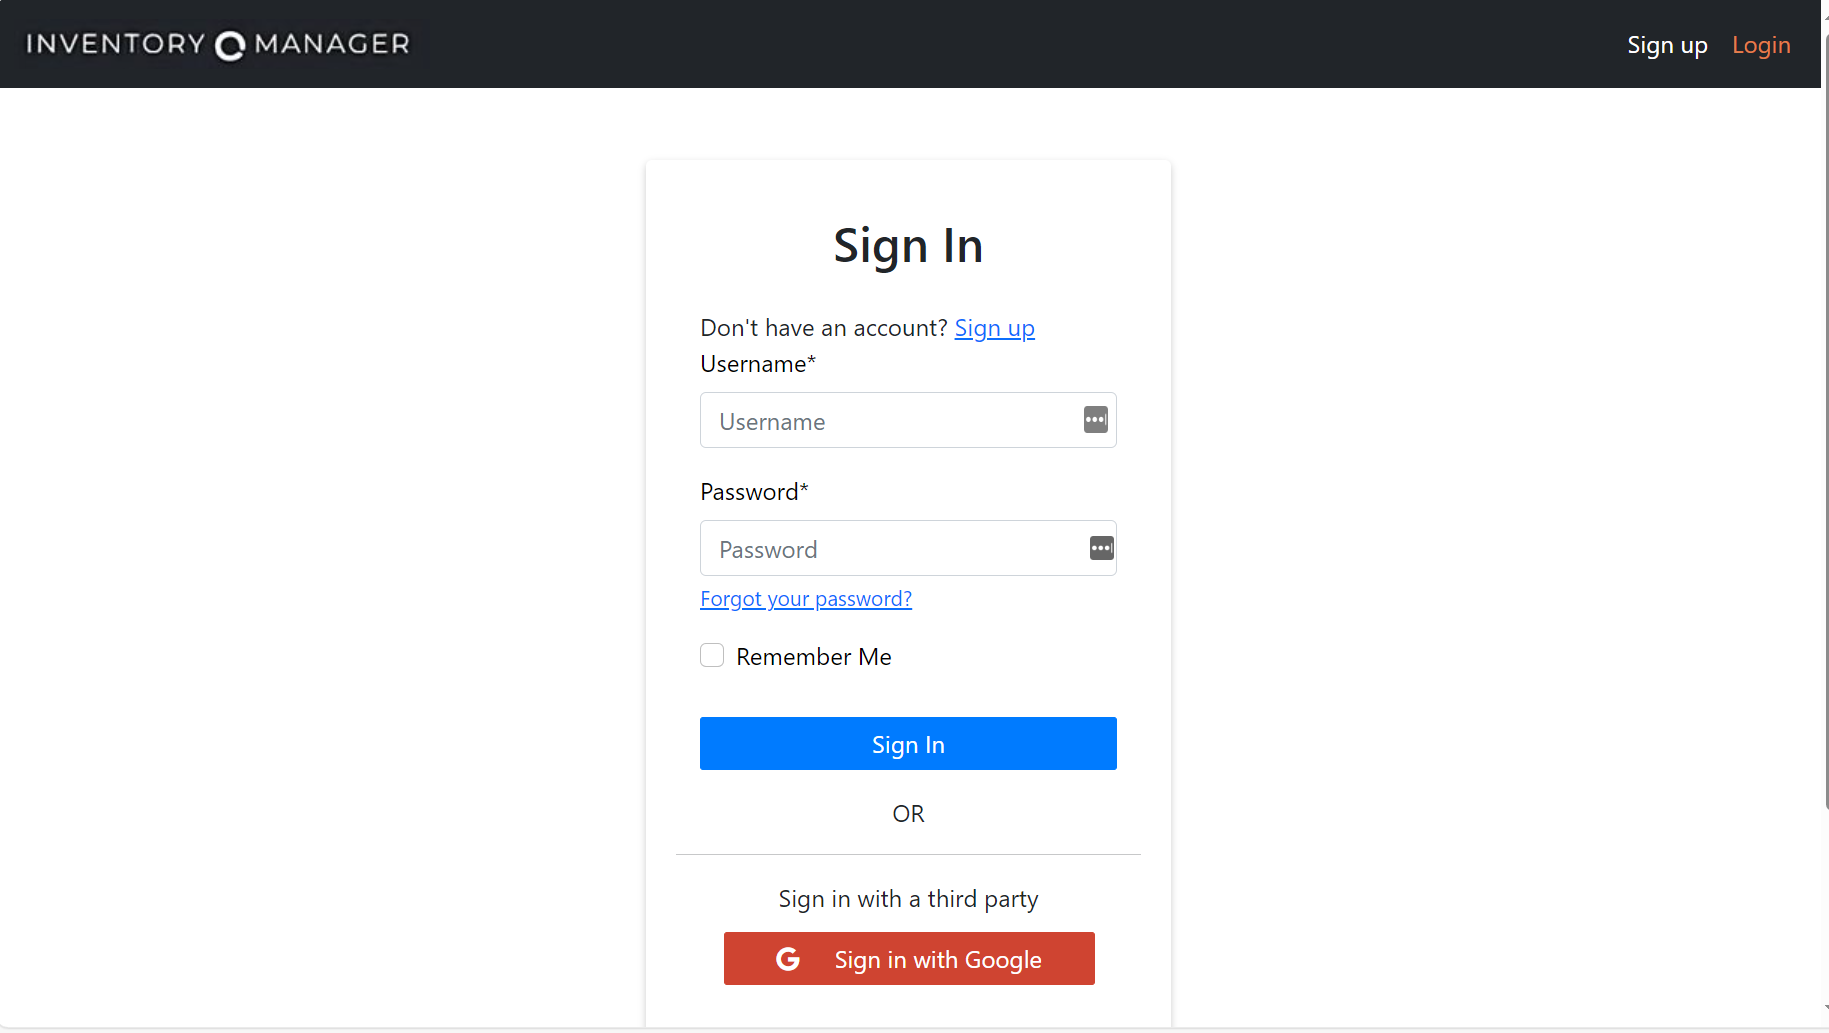 INVENTORY MANAGER
Sign up Login
Sign In
Don't have an account? Sign up
Username*
Username
Password*
Password
Forgot your password?
Remember Me
Sign In
OR
Sign in with a third party
G Sign in with Google